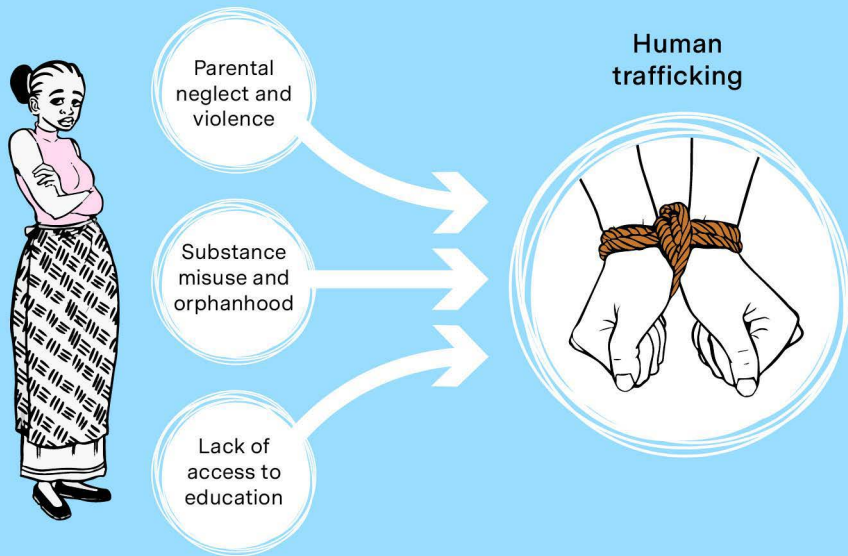 Parental
neglect and
violence
Human
trafficking
Substance
misuse and
orphanhood
Lack of
access to
education